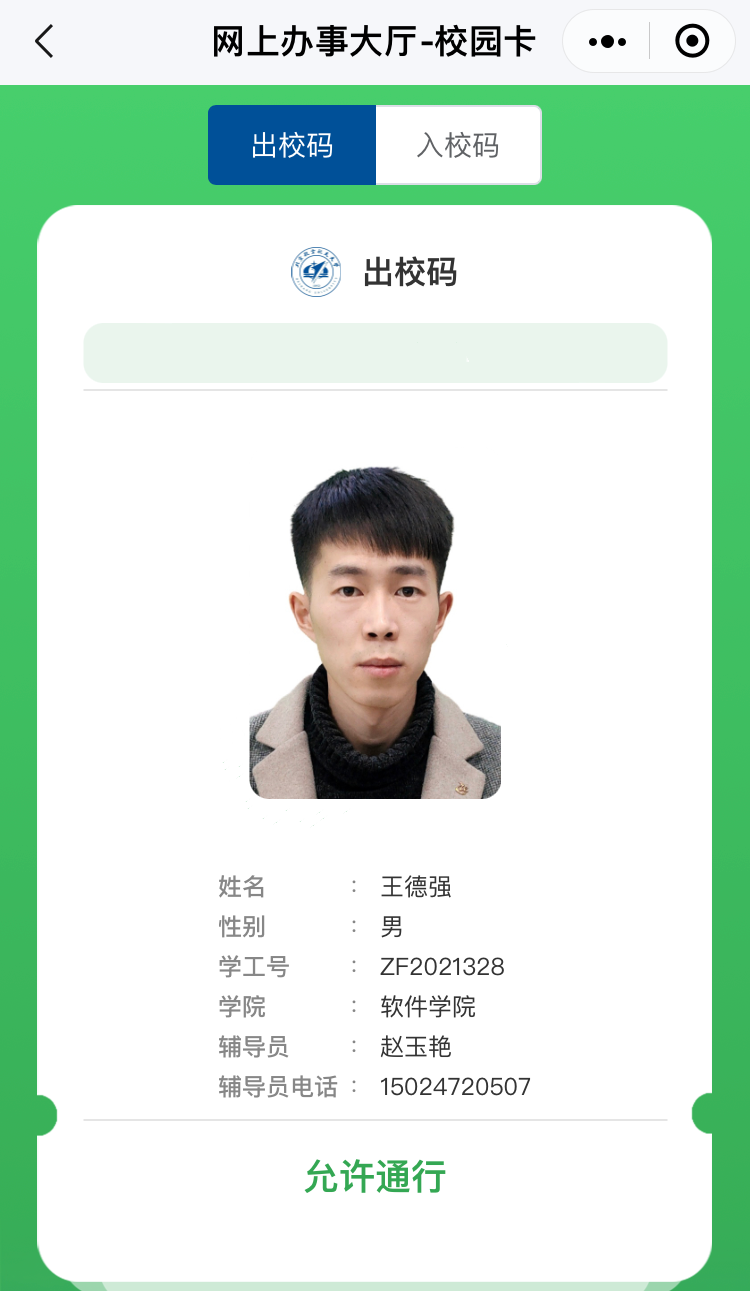 网上办事大厅-校园卡
出校码 入校码
出校码
姓名 : 王德强
性别 : 男
学工号 : ZF2021328
学院 : 软件学院
辅导员 : 赵玉艳
辅导员电话 : 15024720507
允许通行